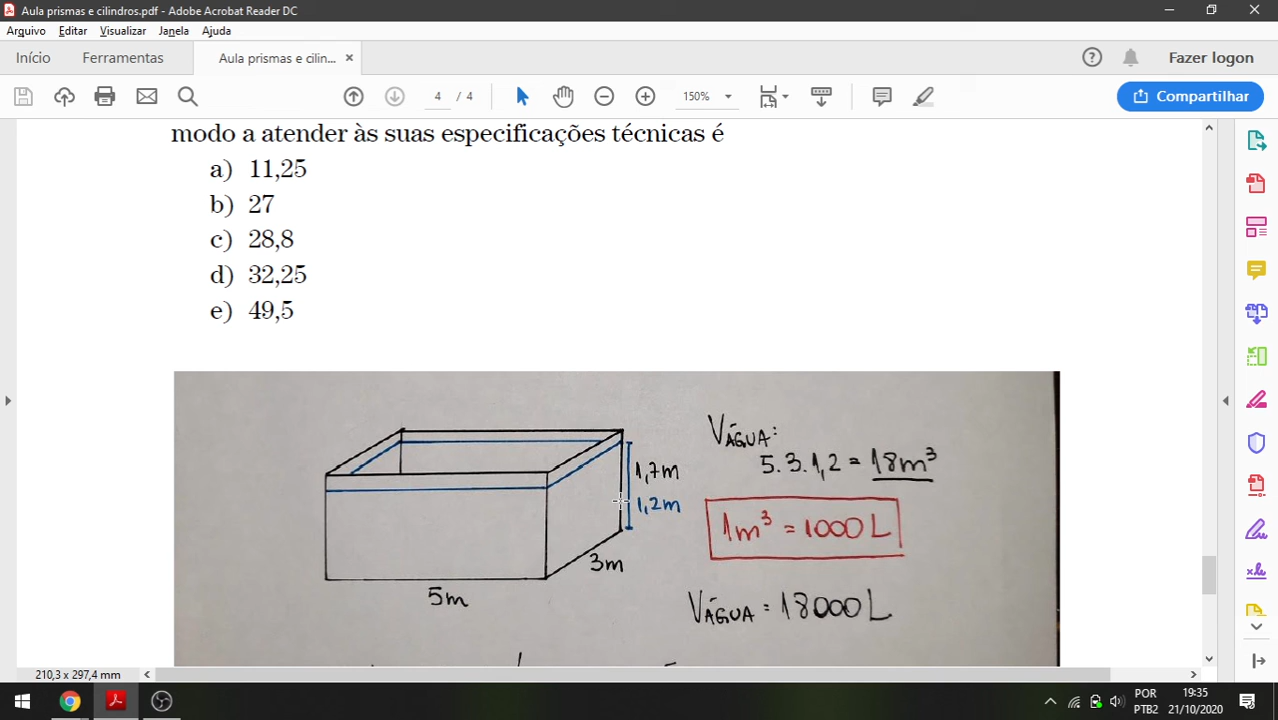 Aula prismas e cilindros.pdf - Adobe Acrobat Reader DC
Arquivo Editar Visualizar Janela Ajuda
Início Ferramentas Aula prismas e cilin... × Fazer logon
4 / 4 150% Compartilhar
modo a atender às suas especificações técnicas é
a) 11,25
b) 27
c) 28,8
d) 32,25
e) 49,5
VÁGUA:
5.3.1,2 = 18m³
1,7m
1,2m
1m³ = 1000L
3m
5m
VÁGUA = 18000L
210,3 x 297,4 mm
POR 19:35
PTB2 21/10/2020